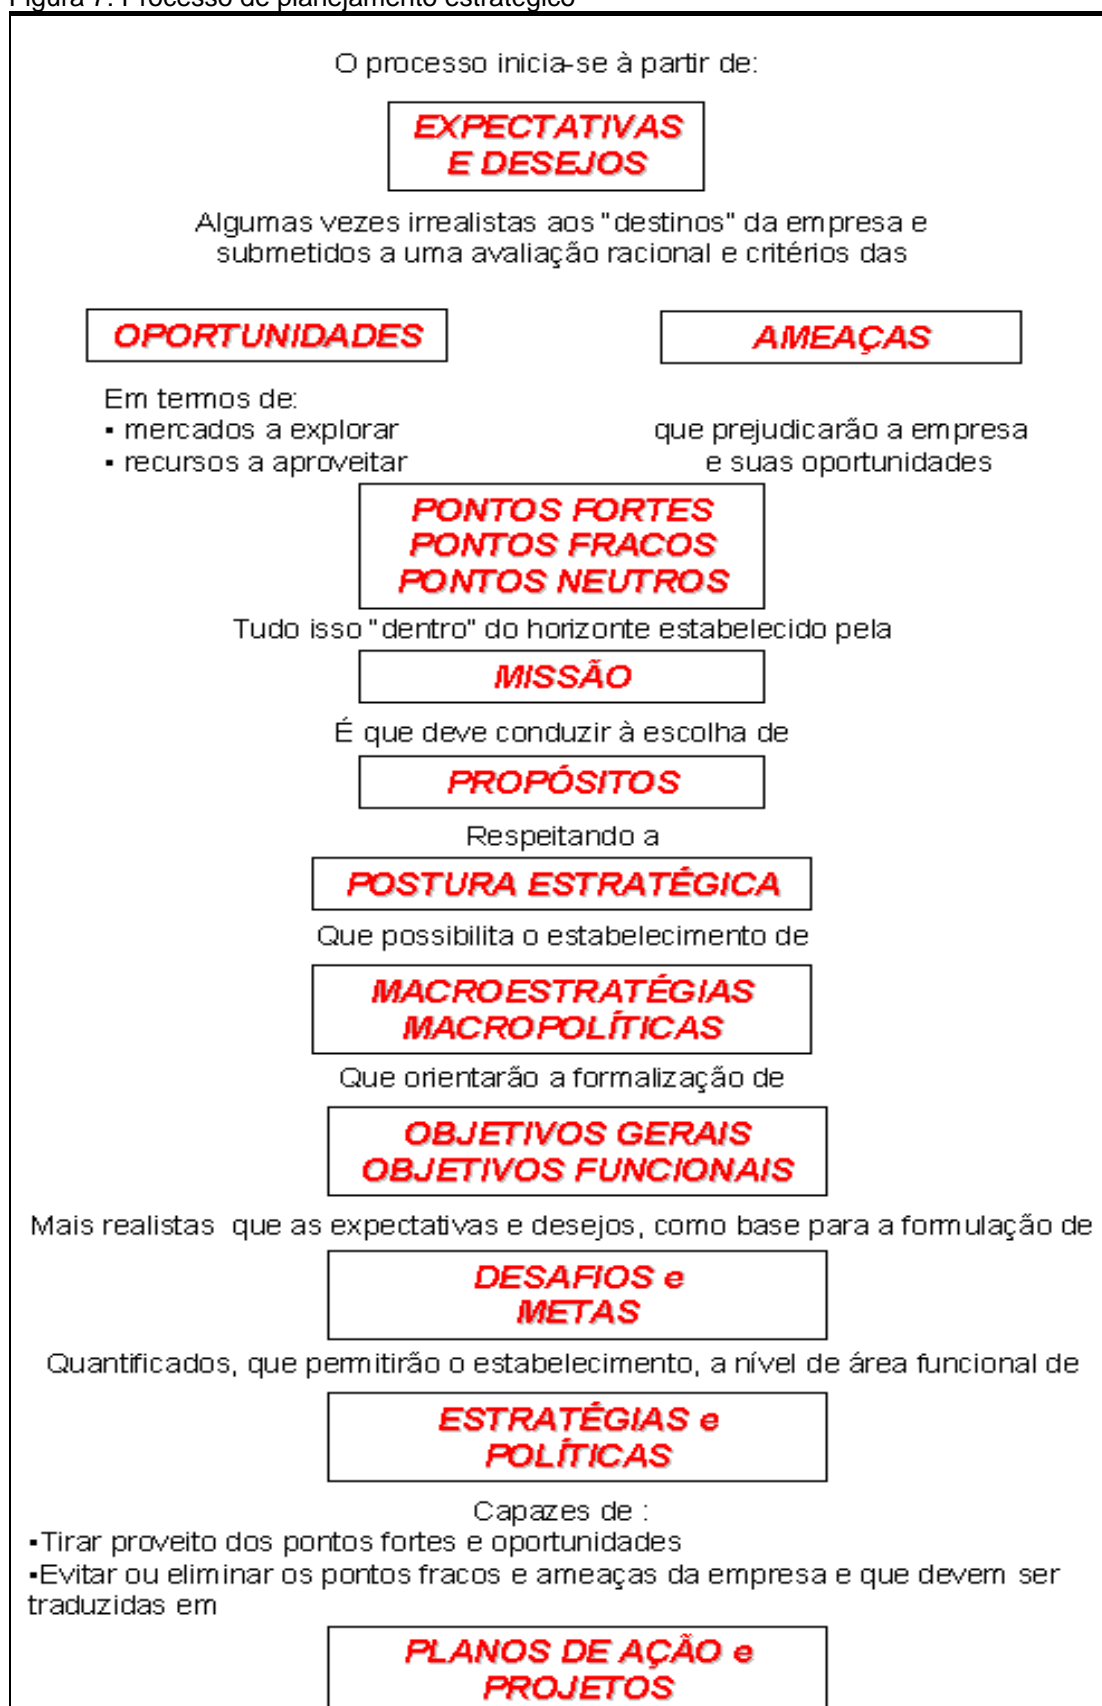 Figura 7: Processo de planejamento estratégico
O processo inicia-se à partir de:
EXPECTATIVAS
E DESEJOS
Algumas vezes irrealistas aos "destinos" da empresa e
submetidos a uma avaliação racional e critérios das
OPORTUNIDADES
AMEAÇAS
Em termos de:
▪ mercados a explorar
▪ recursos a aproveitar
que prejudicarão a empresa
e suas oportunidades
PONTOS FORTES
PONTOS FRACOS
PONTOS NEUTROS
Tudo isso "dentro" do horizonte estabelecido pela
MISSÃO
É que deve conduzir à escolha de
PROPÓSITOS
Respeitando a
POSTURA ESTRATÉGICA
Que possibilita o estabelecimento de
MACROESTRATÉGIAS
MACROPOLÍTICAS
Que orientarão a formalização de
OBJETIVOS GERAIS
OBJETIVOS FUNCIONAIS
Mais realistas que as expectativas e desejos, como base para a formulação de
DESAFIOS e
METAS
Quantificados, que permitirão o estabelecimento, a nível de área funcional de
ESTRATÉGIAS e
POLÍTICAS
Capazes de :
▪Tirar proveito dos pontos fortes e oportunidades
▪Evitar ou eliminar os pontos fracos e ameaças da empresa e que devem ser
traduzidas em
PLANOS DE AÇÃO e
PROJETOS